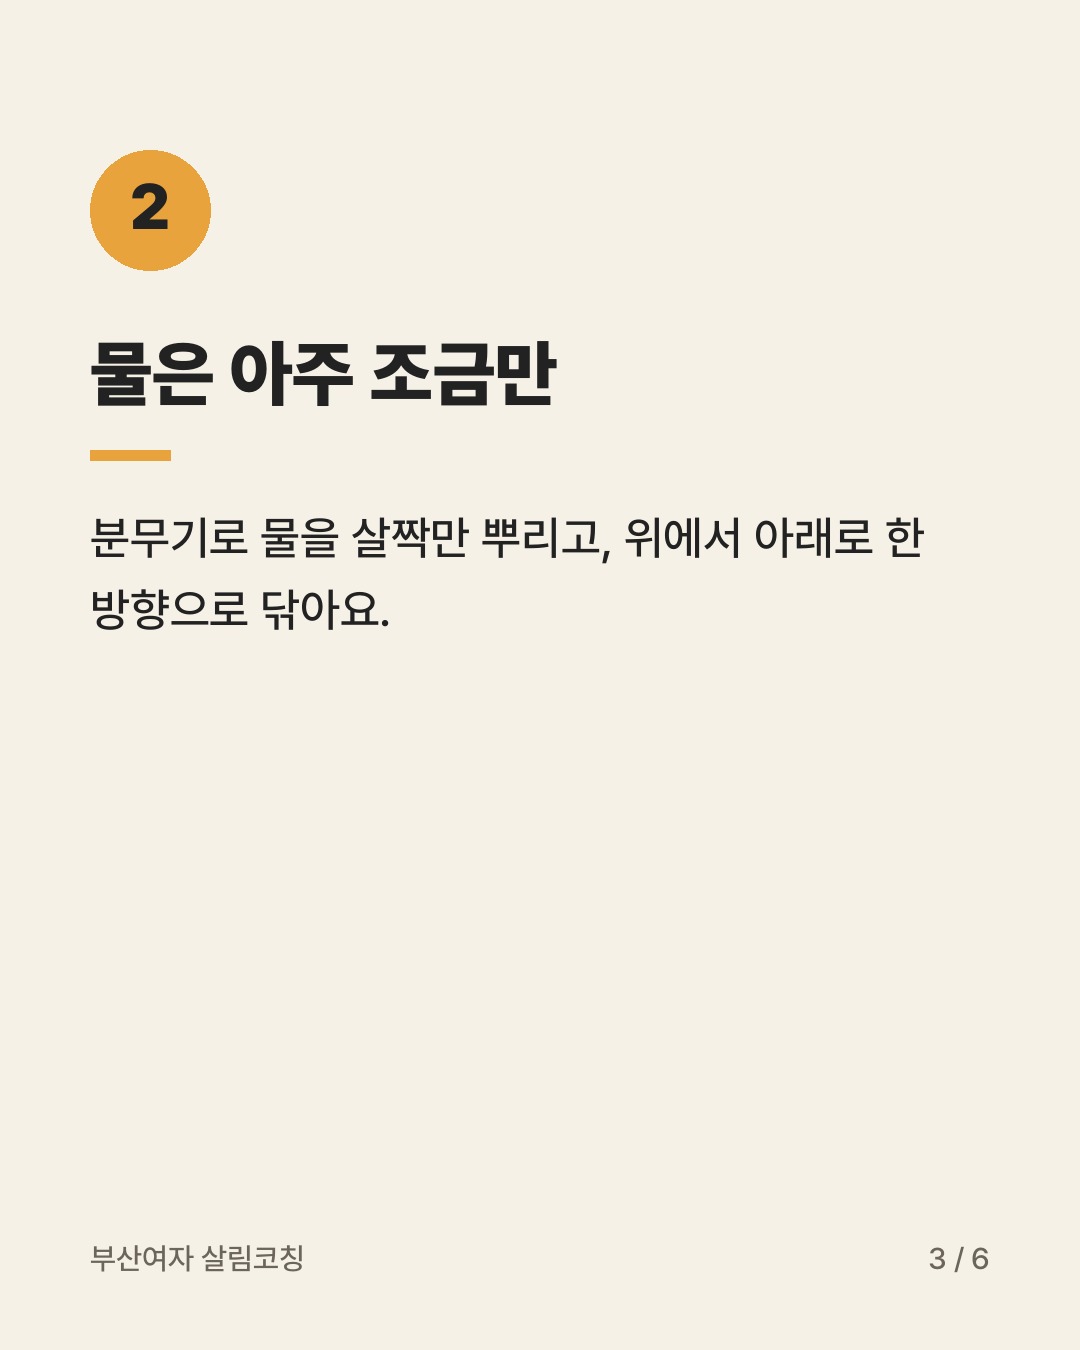 2
물은 아주 조금만
분무기로 물을 살짝만 뿌리고, 위에서 아래로 한
방향으로 닦아요.
부산여자 살림코칭
3 / 6